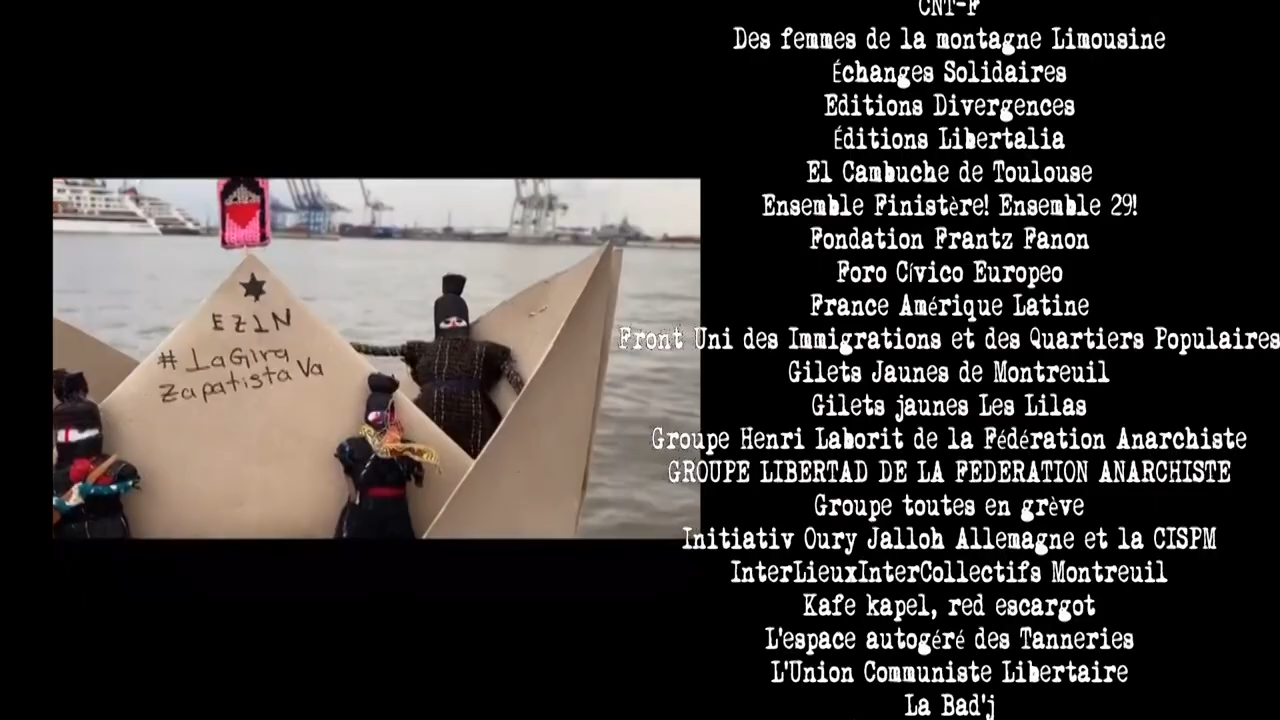 EZLN
# LaGira
Zapatista Va
CNT-F
Des femmes de la montagne Limousine
Échanges Solidaires
Editions Divergences
Éditions Libertalia
El Cambuche de Toulouse
Ensemble Finistère! Ensemble 29!
Fondation Frantz Fanon
Foro Cívico Europeo
France Amérique Latine
Front Uni des Immigrations et des Quartiers Populaires
Gilets Jaunes de Montreuil
Gilets jaunes Les Lilas
Groupe Henri Laborit de la Fédération Anarchiste
GROUPE LIBERTAD DE LA FEDERATION ANARCHISTE
Groupe toutes en grève
Initiativ Oury Jalloh Allemagne et la CISPM
InterLieuxInterCollectifs Montreuil
Kafe kapel, red escargot
L'espace autogéré des Tanneries
L'Union Communiste Libertaire
La Bad'j